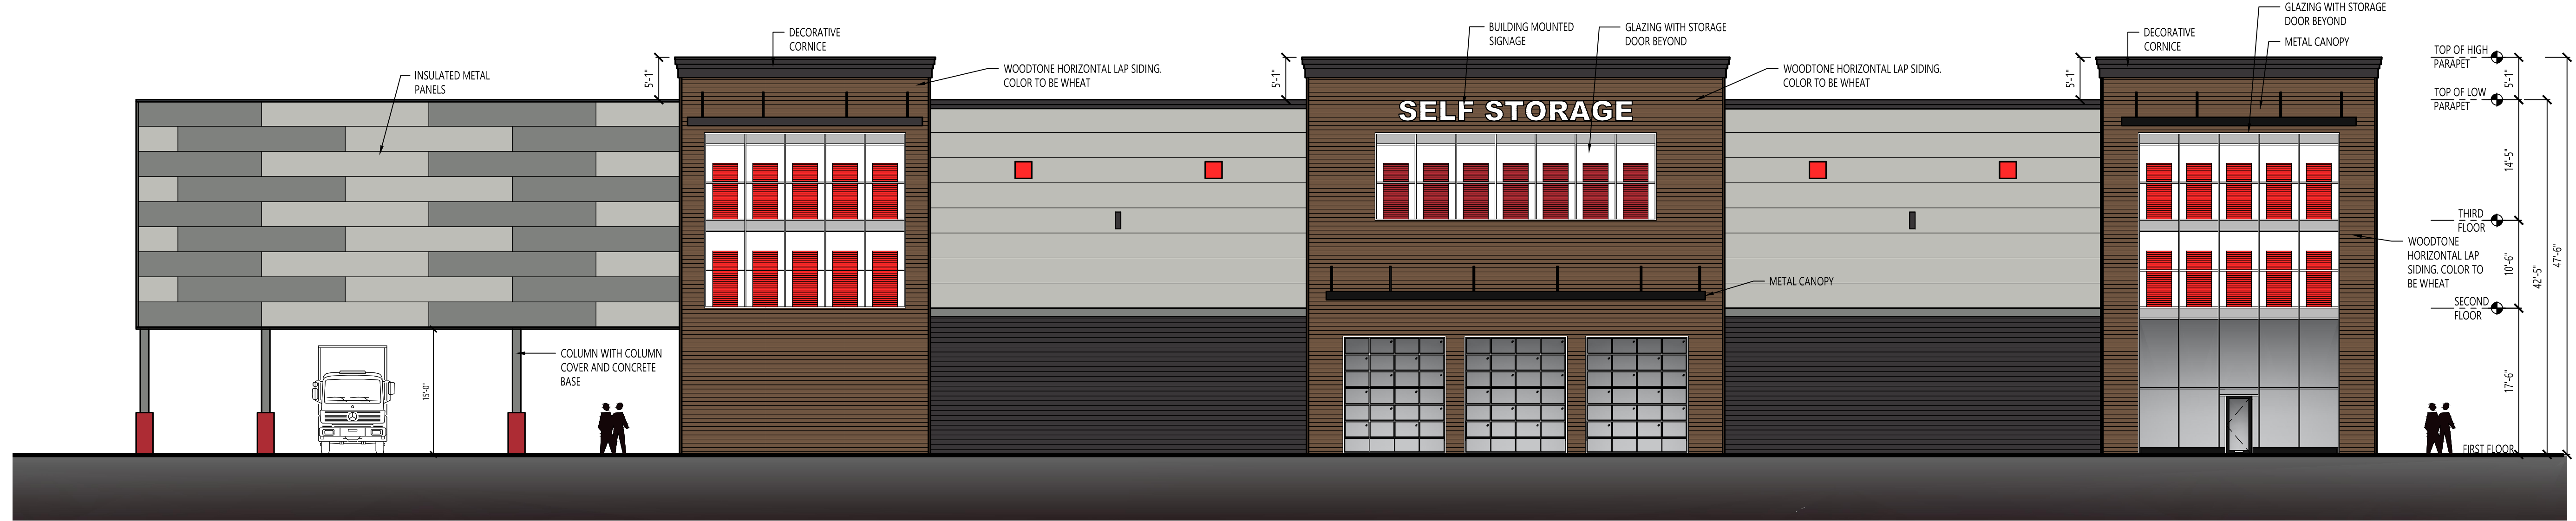 DECORATIVE
CORNICE
INSULATED METAL
PANELS
5'-1"
WOODTONE HORIZONTAL LAP SIDING.
COLOR TO BE WHEAT
BUILDING MOUNTED
SIGNAGE
GLAZING WITH STORAGE
DOOR BEYOND
5'-1"
SELF STORAGE
WOODTONE HORIZONTAL LAP SIDING.
COLOR TO BE WHEAT
5'-1"
DECORATIVE
CORNICE
GLAZING WITH STORAGE
DOOR BEYOND
METAL CANOPY
METAL CANOPY
COLUMN WITH COLUMN
COVER AND CONCRETE
BASE
15'-0"
WOODTONE
HORIZONTAL LAP
SIDING. COLOR TO
BE WHEAT
TOP OF HIGH
PARAPET
5'-1"
TOP OF LOW
PARAPET
14'-5"
THIRD
FLOOR
10'-6"
SECOND
FLOOR
17'-6"
FIRST FLOOR
42'-5"
47'-6"